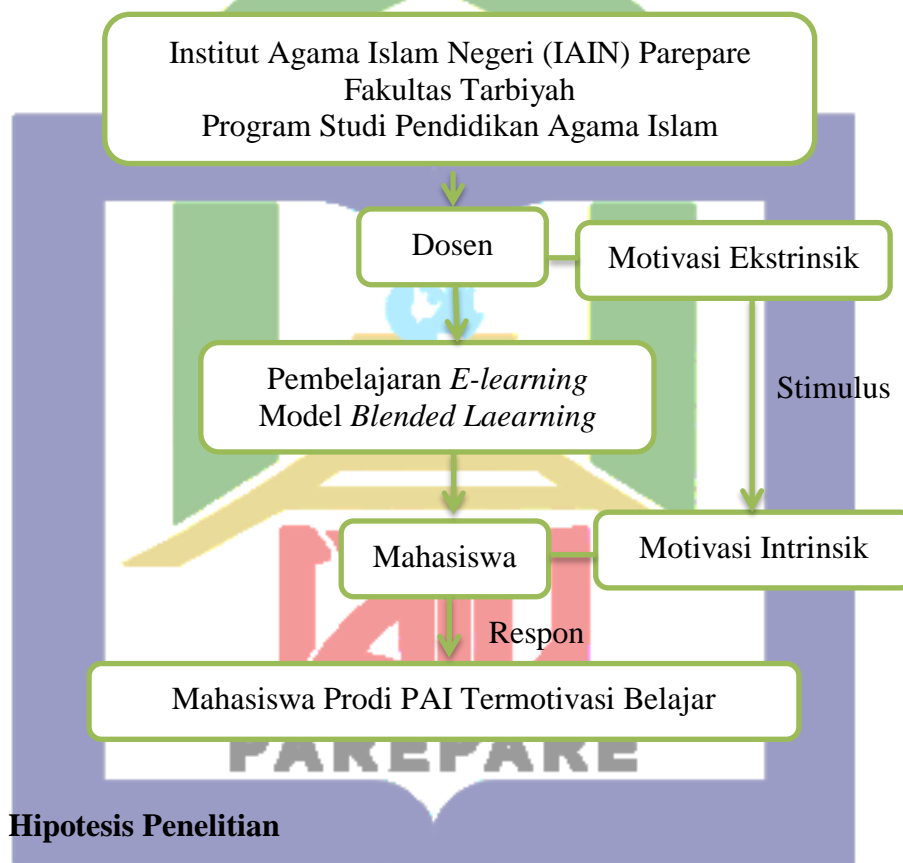 Institut Agama Islam Negeri (IAIN) Parepare
Fakultas Tarbiyah
Program Studi Pendidikan Agama Islam
Dosen
Motivasi Ekstrinsik
Pembelajaran E-learning
Model Blended Laearning
Stimulus
Mahasiswa
Motivasi Intrinsik
Respon
Mahasiswa Prodi PAI Termotivasi Belajar
PAREPARE
Hipotesis Penelitian